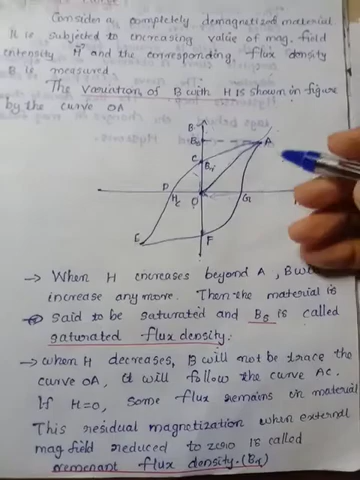 Consider a completely demagnetized material
It is subjected to increasing value of mag. field
intensity H and the corresponding flux density
B is measured
The variation of B with H is shown in figure
by the curve OA
B
Bs
A
C
Br
D
Hc
O
G
E
F
→ When H increases beyond A, B
increase any more. Then the material is
said to be saturated and Bs is called
saturated flux density.
→ when H decreases, B will not be trace the
curve OA, it will follow the curve AC.
If H=0, some flux remains in material
This residual magnetization when external
mag field reduced to zero is called
remenant flux density. (Br)